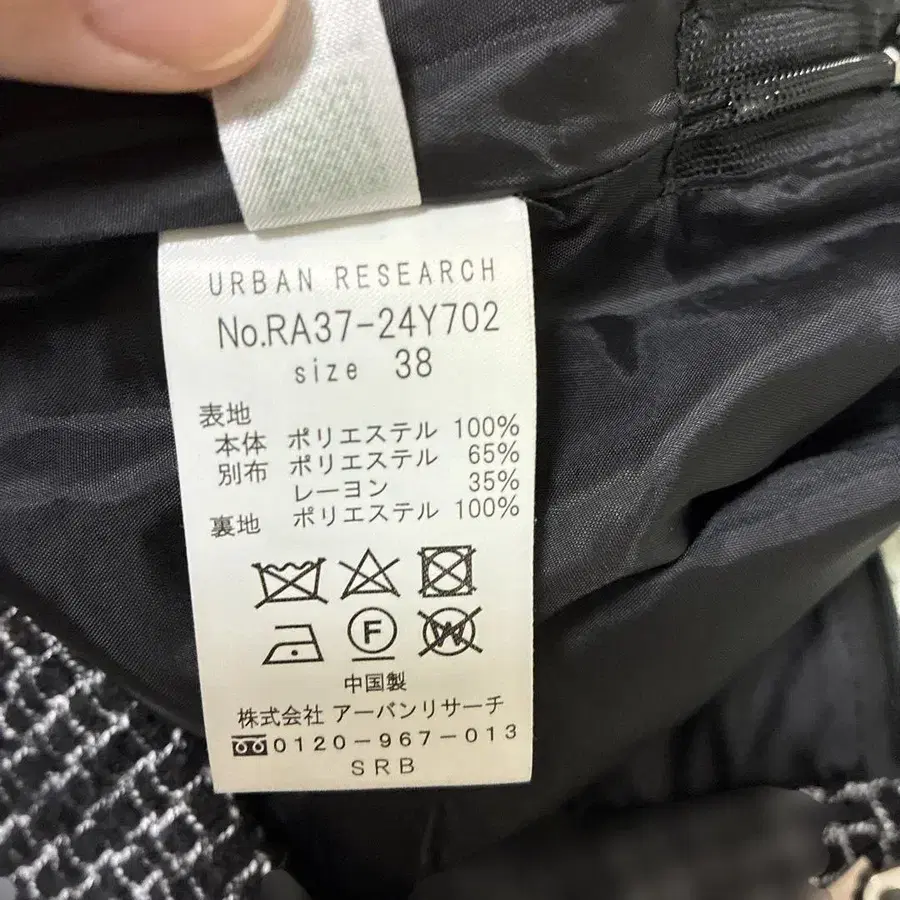 URBAN RESEARCH
No.RA37-24Y702
size 38
表地
本体 ポリエステル 100%
別布 ポリエステル 65%
レーヨン 35%
裏地 ポリエステル 100%
F
W
中国製
株式会社 アーバンリサーチ
0120-967-013
SRB